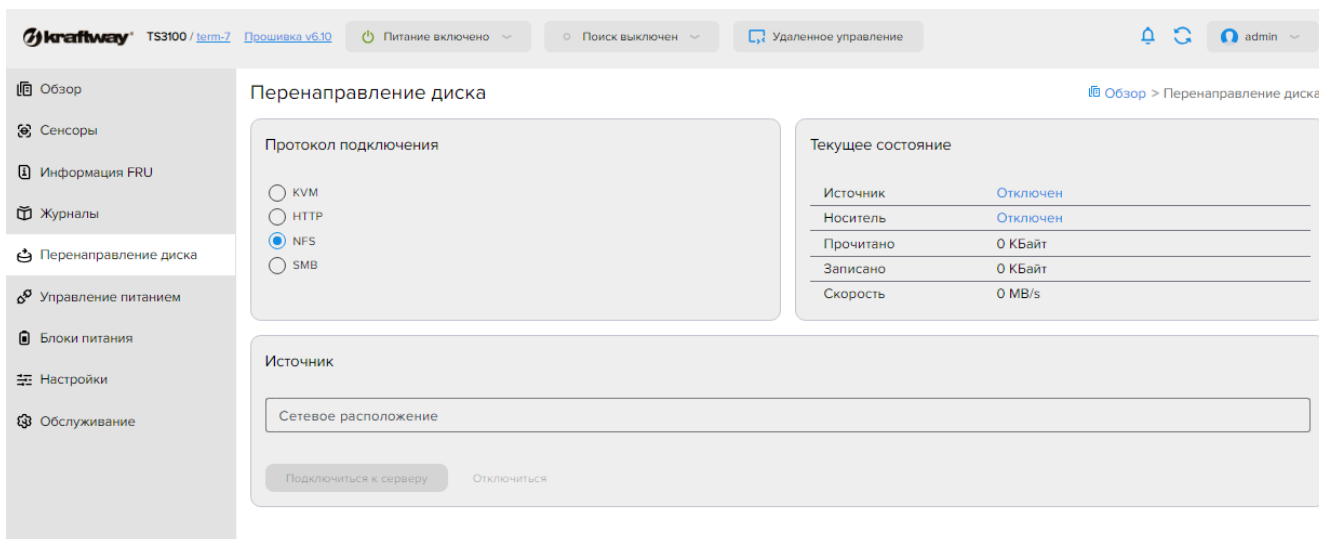 kraftway TS3100 / term-7 Прошивка v6.10 Питание включено Поиск выключен Удаленное управление admin
Обзор
Сенсоры
Информация FRU
Журналы
Перенаправление диска
Управление питанием
Блоки питания
Настройки
Обслуживание
Перенаправление диска
Обзор > Перенаправление диска
Протокол подключения
KVM
HTTP
NFS
SMB
Текущее состояние
Источник Отключен
Носитель Отключен
Прочитано 0 КБайт
Записано 0 КБайт
Скорость 0 MB/s
Источник
Сетевое расположение
Подключиться к серверу Отключиться